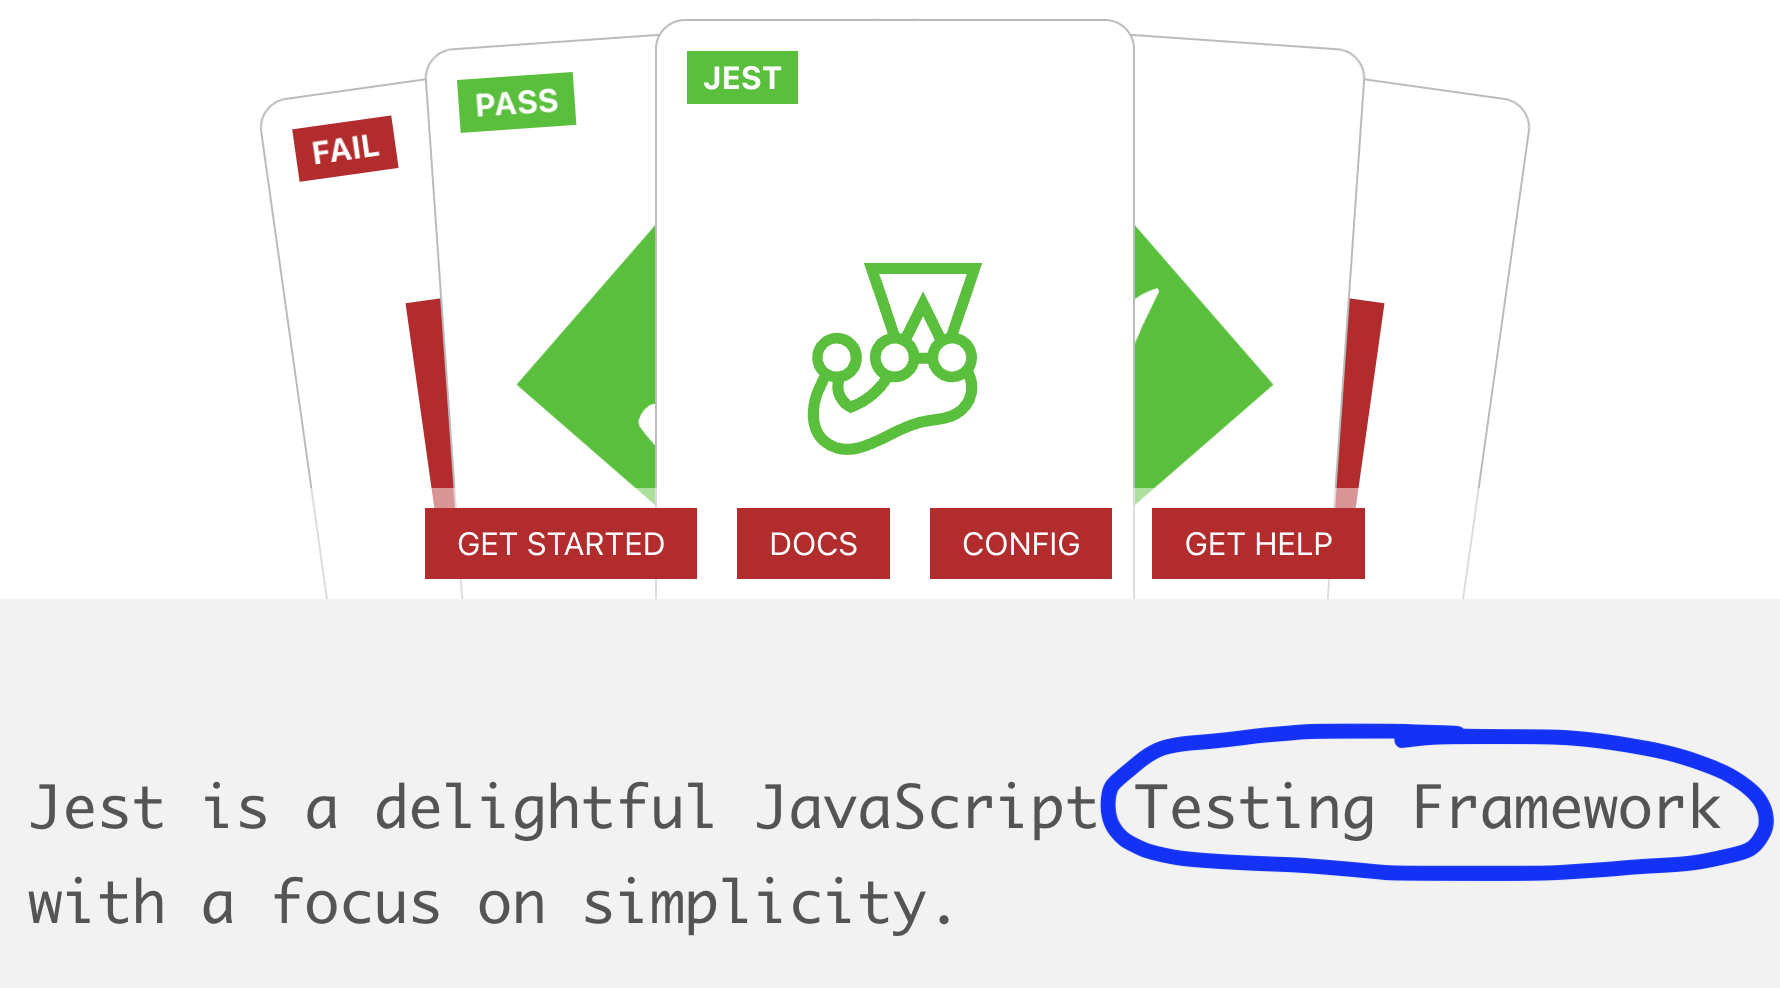 FAIL
PASS
JEST
GET STARTED
DOCS
CONFIG
GET HELP
Jest is a delightful JavaScript Testing Framework
with a focus on simplicity.